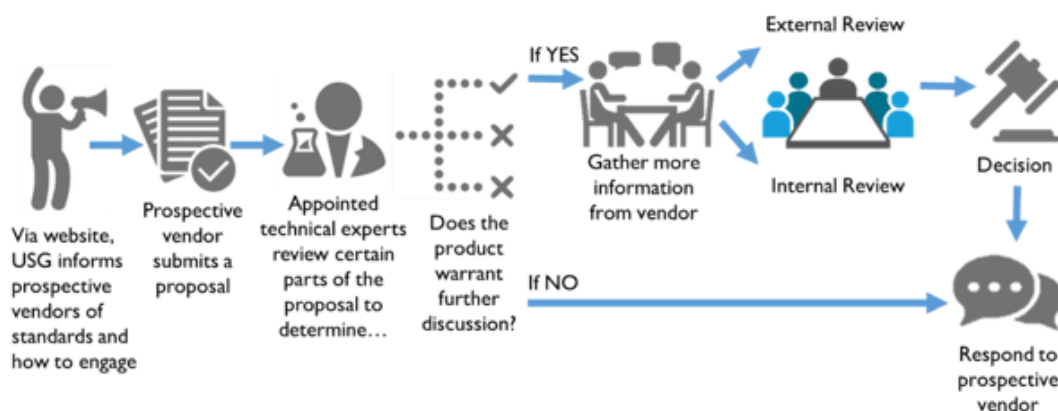 Via website,
USG informs
prospective
vendors of
standards and
how to engage
Prospective
vendor
submits a
proposal
Appointed
technical experts
review certain
parts of the
proposal to
determine...
Does the
product
warrant
further
discussion?
If YES
Gather more
information
from vendor
External Review
Internal Review
Decision
If NO
Respond to
prospective
vendor